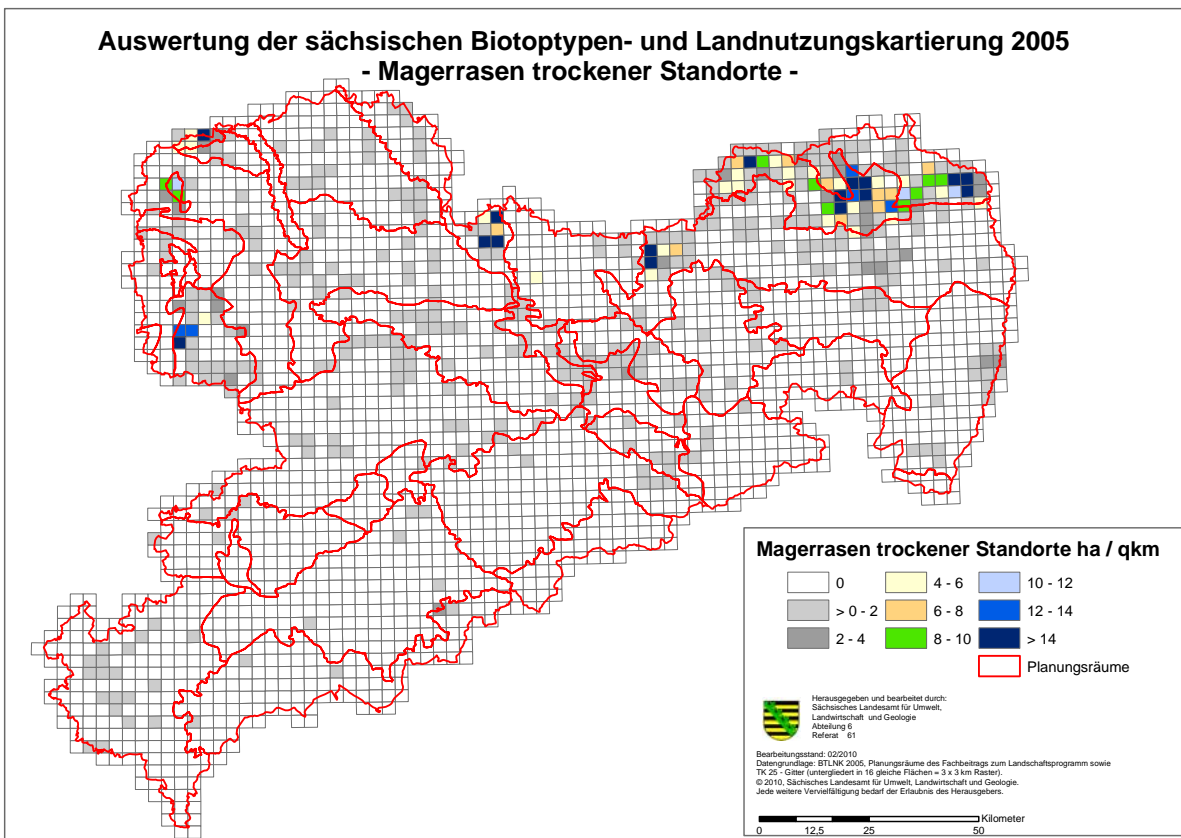 Auswertung der sächsischen Biotoptypen- und Landnutzungskartierung 2005
- Magerrasen trockener Standorte -
Magerrasen trockener Standorte ha / qkm
0
> 0 - 2
2 - 4
4 - 6
6 - 8
8 - 10
10 - 12
12 - 14
> 14
Planungsräume
Herausgegeben und bearbeitet durch:
Sächsisches Landesamt für Umwelt,
Landwirtschaft und Geologie
Abteilung 6
Referat 61
Bearbeitungsstand: 02/2010
Datengrundlage: BTLNK 2005, Planungsräume des Fachbeitrags zum Landschaftsprogramm sowie
TK 25 - Gitter (untergliedert in 16 gleiche Flächen = 3 x 3 km Raster).
© 2010, Sächsisches Landesamt für Umwelt, Landwirtschaft und Geologie.
Jede weitere Vervielfältigung bedarf der Erlaubnis des Herausgebers.
Kilometer
0 12,5 25 50